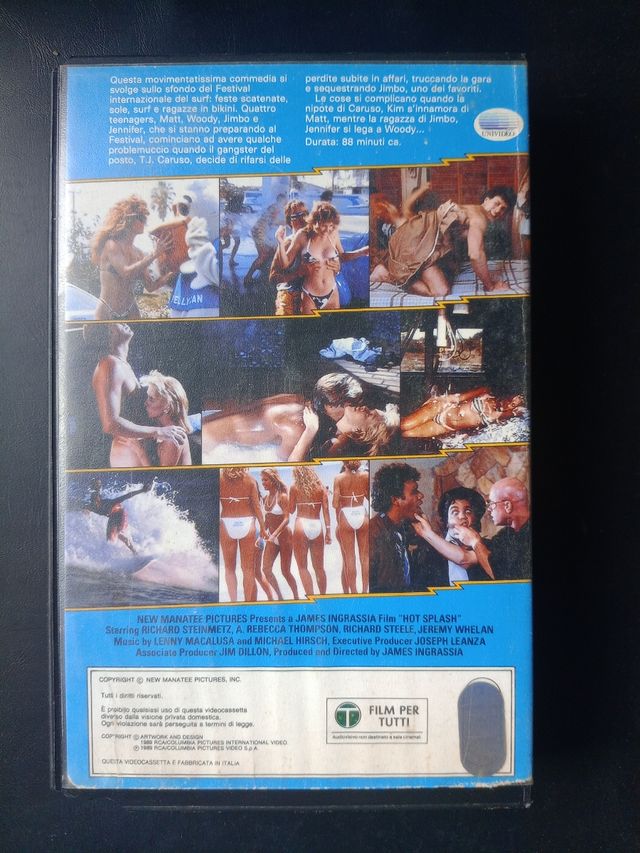 Questa movimentatissima commedia si
svolge sullo sfondo del Festival
internazionale del surf: feste scatenate,
sole, surf e ragazze in bikini. Quattro
teenagers, Matt, Woody, Jimbo e
Jennifer, che si stanno preparando al
Festival, cominciano ad avere qualche
problemuccio quando il gangster del
posto, T.J. Caruso, decide di rifarsi delle
perdite subite in affari, truccando la gara
e sequestrando Jimbo, uno dei favoriti.
Le cose si complicano quando la
nipote di Caruso, Kim s'innamora di
Matt, mentre la ragazza di Jimbo,
Jennifer si lega a Woody...
Durata: 88 minuti ca.
UNIVIDEO
NEW MANATEE PICTURES Presents a JAMES INGRASSIA Film "HOT SPLASH"
Starring RICHARD STEINMETZ, A. REBECCA THOMPSON, RICHARD STEELE, JEREMY WHELAN
Music by LENNY MACALUSA and MICHAEL HIRSCH, Executive Producer JOSEPH LEANZA
Associate Producer JIM DILLON, Produced and Directed by JAMES INGRASSIA
COPYRIGHT © NEW MANATEE PICTURES, INC.
Tutti i diritti riservati.
È proibito qualsiasi uso di questa videocassetta
diverso dalla visione privata domestica.
Ogni violazione sarà perseguita a termini di legge.
COPYRIGHT © ARTWORK AND DESIGN
1989 RCA/COLUMBIA PICTURES INTERNATIONAL VIDEO
℗ 1989 RCA/COLUMBIA PICTURES VIDEO S.p.A.
QUESTA VIDEOCASSETTA È FABBRICATA IN ITALIA
T
FILM PER
TUTTI
Audiovisivo non destinato a sale cinemat.